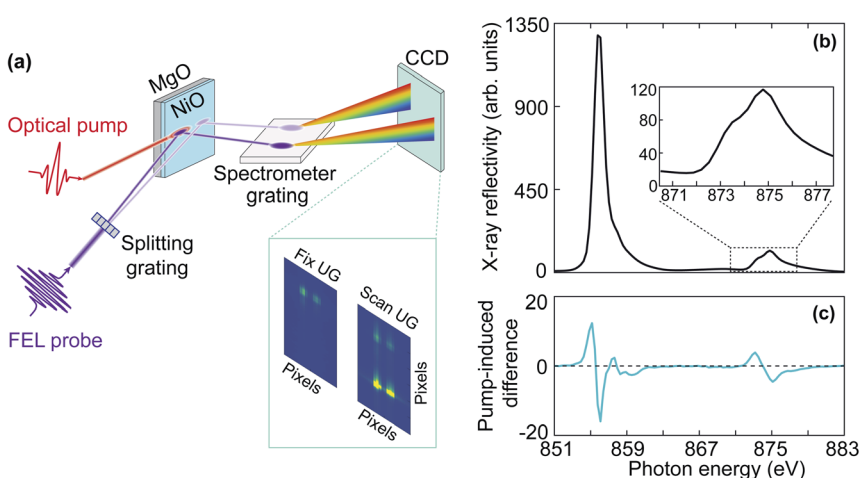 (a)
MgO
NiO
CCD
Optical pump
Spectrometer
grating
Splitting
grating
FEL probe
Fix UG
Scan UG
Pixels
Pixels
Pixels
X-ray reflectivity (arb. units)
1350
900
450
0
(b)
120
80
40
0
871 873 875 877
Pump-induced
difference
20
0
-20
(c)
851 859 867 875 883
Photon energy (eV)